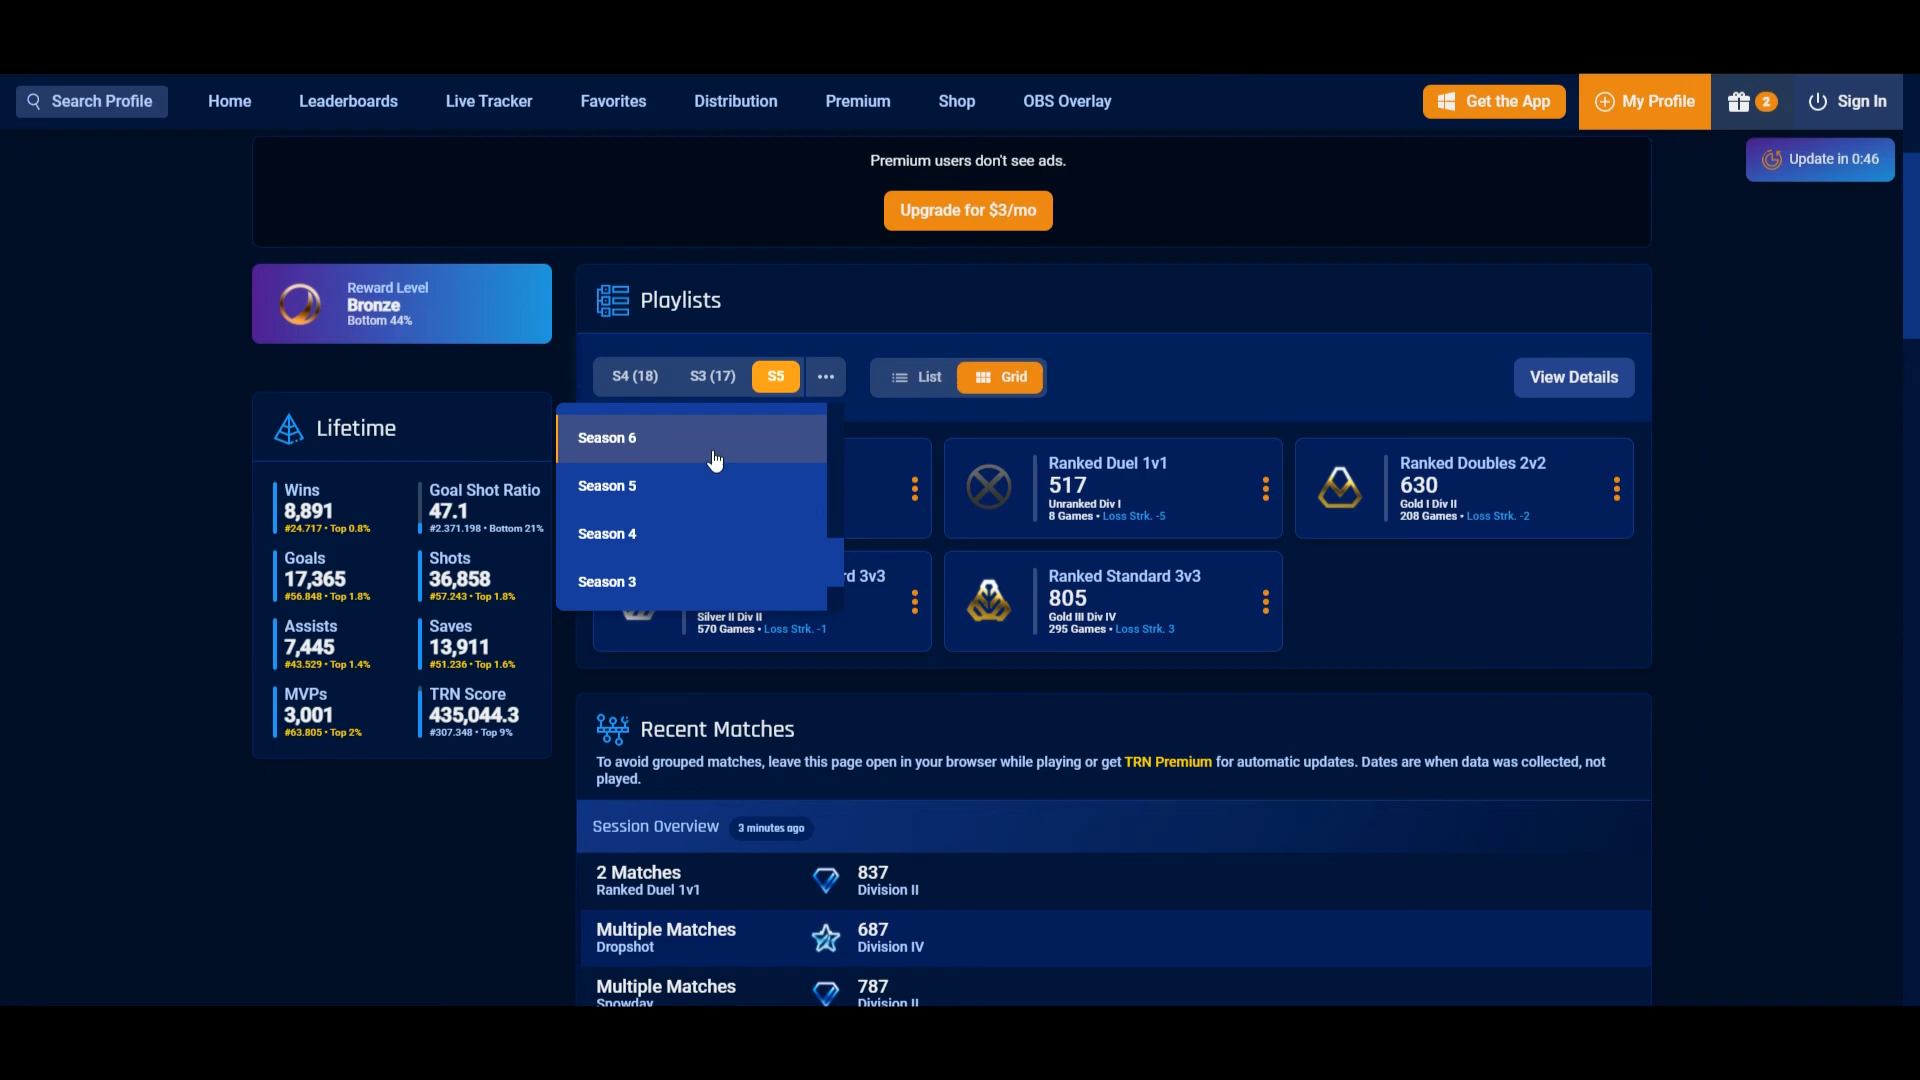 Search Profile
Home
Leaderboards
Live Tracker
Favorites
Distribution
Premium
Shop
OBS Overlay
Get the App
My Profile
2
Sign In
Premium users don't see ads.
Update in 0:46
Upgrade for $3/mo
Reward Level
Bronze
Bottom 44%
Playlists
S4 (18)
S3 (17)
S5
List
Grid
View Details
Lifetime
Wins
8,891
#24.717 • Top 0.8%
Goal Shot Ratio
47.1
#2.371.198 • Bottom 21%
Goals
17,365
#56.848 • Top 1.8%
Shots
36,858
#57.243 • Top 1.8%
Assists
7,445
#43.529 • Top 1.4%
Saves
13,911
#51.236 • Top 1.6%
MVPs
3,001
#63.805 • Top 2%
TRN Score
435,044.3
#307.348 • Top 9%
Season 6
Season 5
Season 4
Season 3
Ranked Duel 1v1
517
Unranked Div I
8 Games • Loss Strk. -5
Ranked Doubles 2v2
630
Gold I Div II
208 Games • Loss Strk. -2
rd 3v3
Silver II Div II
570 Games • Loss Strk. -1
Ranked Standard 3v3
805
Gold III Div IV
295 Games • Loss Strk. 3
Recent Matches
To avoid grouped matches, leave this page open in your browser while playing or get TRN Premium for automatic updates. Dates are when data was collected, not
played.
Session Overview
3 minutes ago
2 Matches
Ranked Duel 1v1
837
Division II
Multiple Matches
Dropshot
687
Division IV
Multiple Matches
Snowday
787
Division II